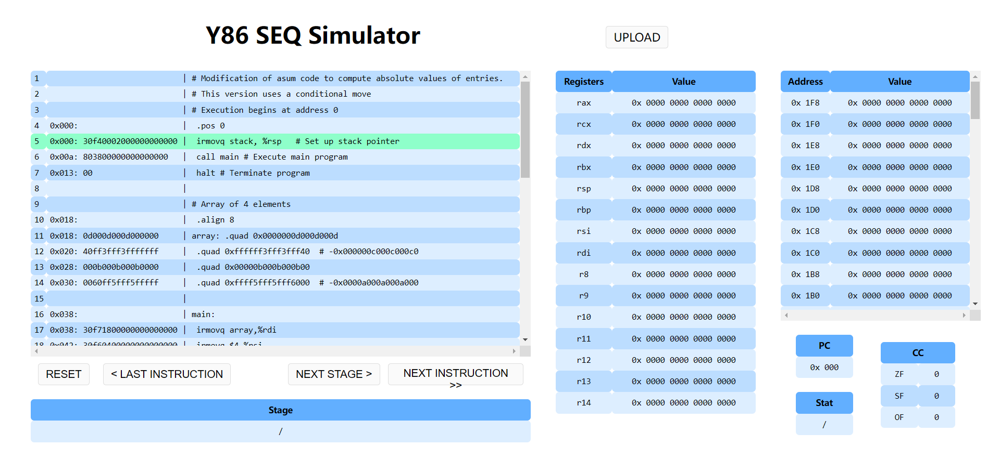 Y86 SEQ Simulator
UPLOAD
1 | # Modification of asum code to compute absolute values of entries.
2 | # This version uses a conditional move
3 | # Execution begins at address 0
4 0x000: | .pos 0
5 0x000: 30f40002000000000000 | irmovq stack, %rsp # Set up stack pointer
6 0x00a: 803800000000000000 | call main # Execute main program
7 0x013: 00 | halt # Terminate program
8 |
9 | # Array of 4 elements
10 0x018: | .align 8
11 0x018: 0d000d000d000000 | array: .quad 0x0000000d000d000d
12 0x020: 40ff3fff3fffffff | .quad 0xffffff3fff3fff40 # -0x000000c000c000c0
13 0x028: 000b000b000b0000 | .quad 0x00000b000b000b00
14 0x030: 0060ff5fff5fffff | .quad 0xffff5fff5fff6000 # -0x0000a000a000a000
15 |
16 0x038: | main:
17 0x038: 30f71800000000000000 | irmovq array,%rdi
18 0x042: 30f60400000000000000 | irmovq $4,%rsi
RESET
< LAST INSTRUCTION
NEXT STAGE >
NEXT INSTRUCTION
>>
Stage
/
Registers Value
rax 0x 0000 0000 0000 0000
rcx 0x 0000 0000 0000 0000
rdx 0x 0000 0000 0000 0000
rbx 0x 0000 0000 0000 0000
rsp 0x 0000 0000 0000 0000
rbp 0x 0000 0000 0000 0000
rsi 0x 0000 0000 0000 0000
rdi 0x 0000 0000 0000 0000
r8 0x 0000 0000 0000 0000
r9 0x 0000 0000 0000 0000
r10 0x 0000 0000 0000 0000
r11 0x 0000 0000 0000 0000
r12 0x 0000 0000 0000 0000
r13 0x 0000 0000 0000 0000
r14 0x 0000 0000 0000 0000
Address Value
0x 1F8 0x 0000 0000 0000 0000
0x 1F0 0x 0000 0000 0000 0000
0x 1E8 0x 0000 0000 0000 0000
0x 1E0 0x 0000 0000 0000 0000
0x 1D8 0x 0000 0000 0000 0000
0x 1D0 0x 0000 0000 0000 0000
0x 1C8 0x 0000 0000 0000 0000
0x 1C0 0x 0000 0000 0000 0000
0x 1B8 0x 0000 0000 0000 0000
0x 1B0 0x 0000 0000 0000 0000
PC
0x 000
Stat
/
CC
ZF 0
SF 0
OF 0